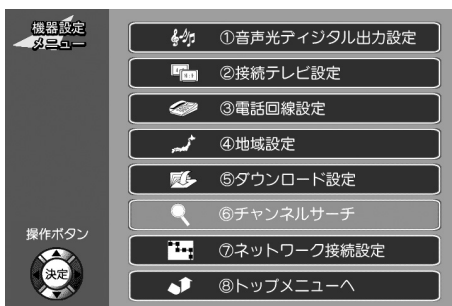 機器設定
メニュー
①音声光ディジタル出力設定
②接続テレビ設定
③電話回線設定
④地域設定
⑤ダウンロード設定
⑥チャンネルサーチ
⑦ネットワーク接続設定
⑧トップメニューへ
操作ボタン
決定